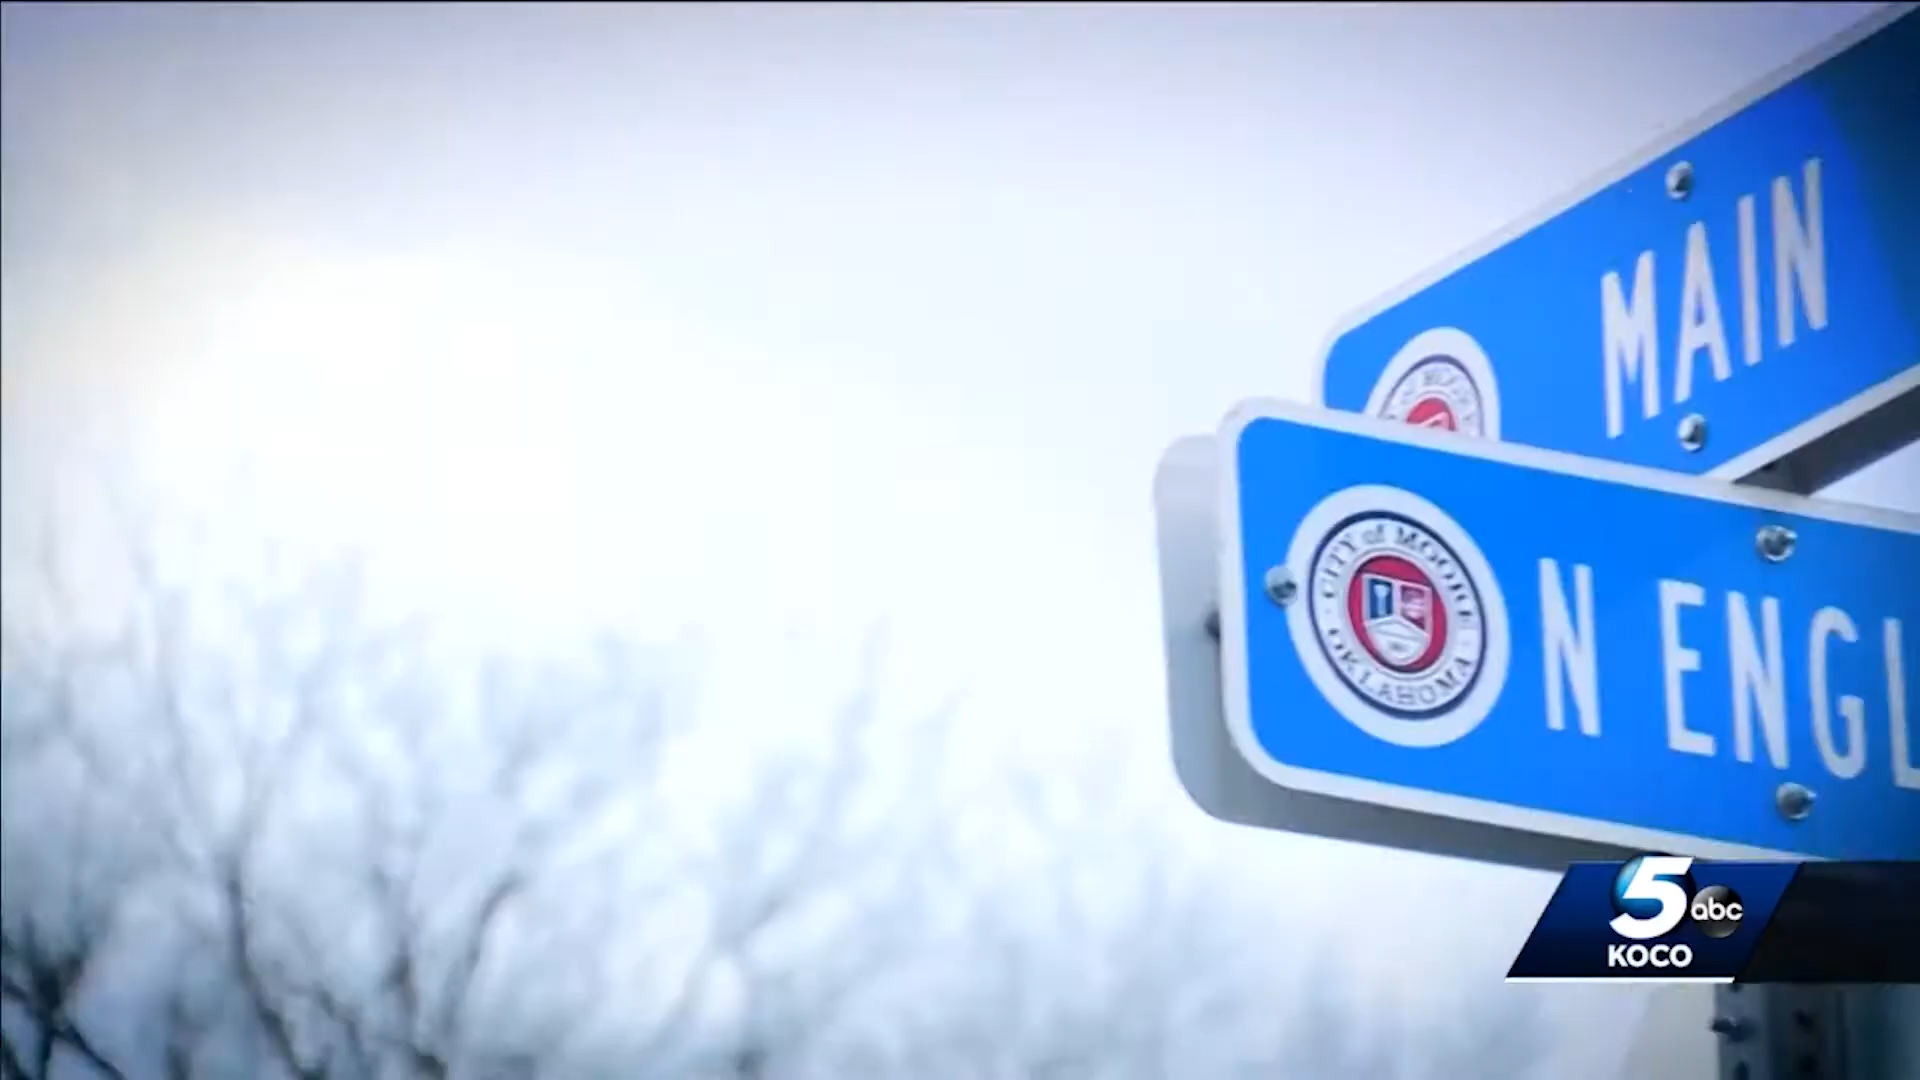 MAIN
CITY of MOORE
OKLAHOMA
N ENGL
5 abc
KOCO